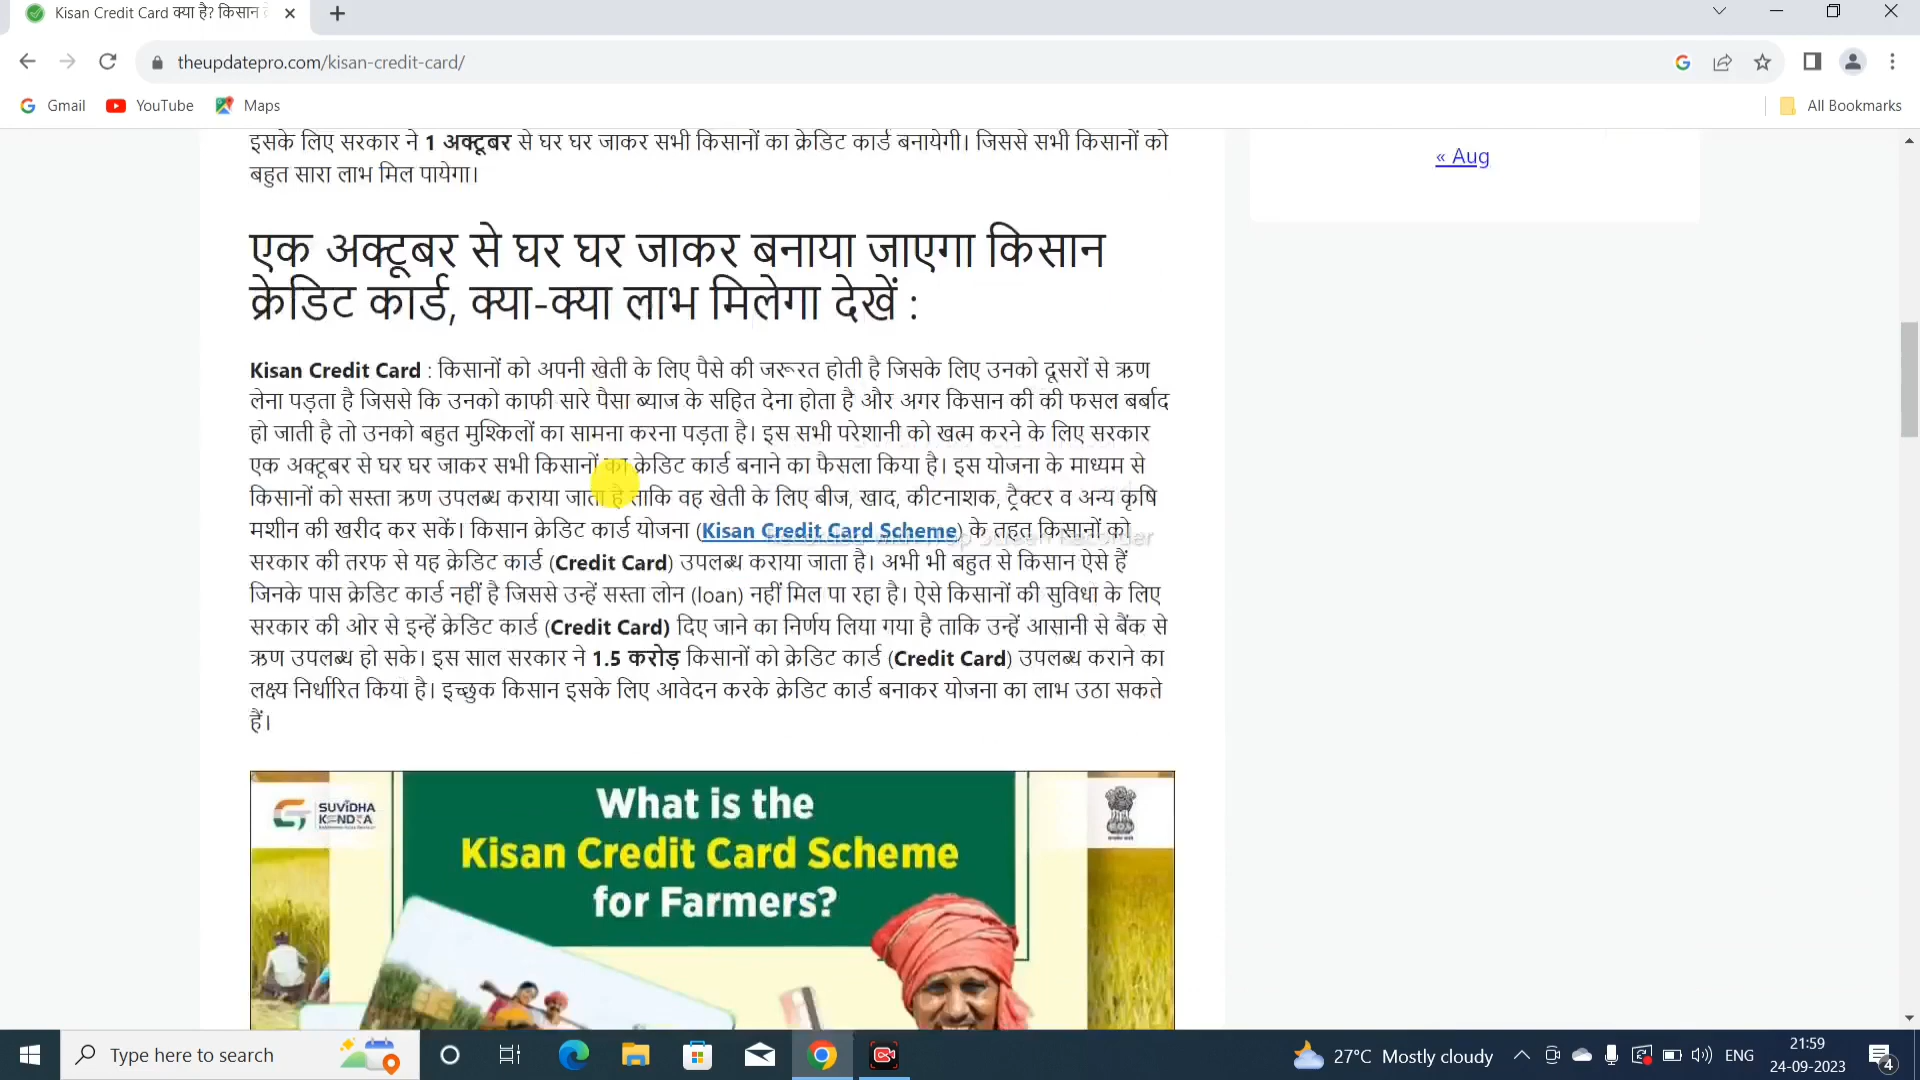 Kisan Credit Card क्या है? किसान
theupdatepro.com/kisan-credit-card/
Gmail
YouTube
Maps
All Bookmarks
इसके लिए सरकार ने 1 अक्टूबर से घर घर जाकर सभी किसानों का क्रेडिट कार्ड बनायेगी। जिससे सभी किसानों को
बहुत सारा लाभ मिल पायेगा।
« Aug
एक अक्टूबर से घर घर जाकर बनाया जाएगा किसान
क्रेडिट कार्ड, क्या-क्या लाभ मिलेगा देखें :
Kisan Credit Card : किसानों को अपनी खेती के लिए पैसे की जरूरत होती है जिसके लिए उनको दूसरों से ऋण
लेना पड़ता है जिससे कि उनको काफी सारे पैसा ब्याज के सहित देना होता है और अगर किसान की की फसल बर्बाद
हो जाती है तो उनको बहुत मुश्किलों का सामना करना पड़ता है। इस सभी परेशानी को खत्म करने के लिए सरकार
एक अक्टूबर से घर घर जाकर सभी किसानों का क्रेडिट कार्ड बनाने का फैसला किया है। इस योजना के माध्यम से
किसानों को सस्ता ऋण उपलब्ध कराया जाता है ताकि वह खेती के लिए बीज, खाद, कीटनाशक, ट्रैक्टर व अन्य कृषि
मशीन की खरीद कर सकें। किसान क्रेडिट कार्ड योजना (Kisan Credit Card Scheme) के तहत किसानों को
सरकार की तरफ से यह क्रेडिट कार्ड (Credit Card) उपलब्ध कराया जाता है। अभी भी बहुत से किसान ऐसे हैं
जिनके पास क्रेडिट कार्ड नहीं है जिससे उन्हें सस्ता लोन (loan) नहीं मिल पा रहा है। ऐसे किसानों की सुविधा के लिए
सरकार की ओर से इन्हें क्रेडिट कार्ड (Credit Card) दिए जाने का निर्णय लिया गया है ताकि उन्हें आसानी से बैंक से
ऋण उपलब्ध हो सके। इस साल सरकार ने 1.5 करोड़ किसानों को क्रेडिट कार्ड (Credit Card) उपलब्ध कराने का
लक्ष्य निर्धारित किया है। इच्छुक किसान इसके लिए आवेदन करके क्रेडिट कार्ड बनाकर योजना का लाभ उठा सकते
हैं।
SUVIDHA
KENDRA
What is the
Kisan Credit Card Scheme
for Farmers?
Type here to search
27°C Mostly cloudy
ENG
21:59
24-09-2023
4